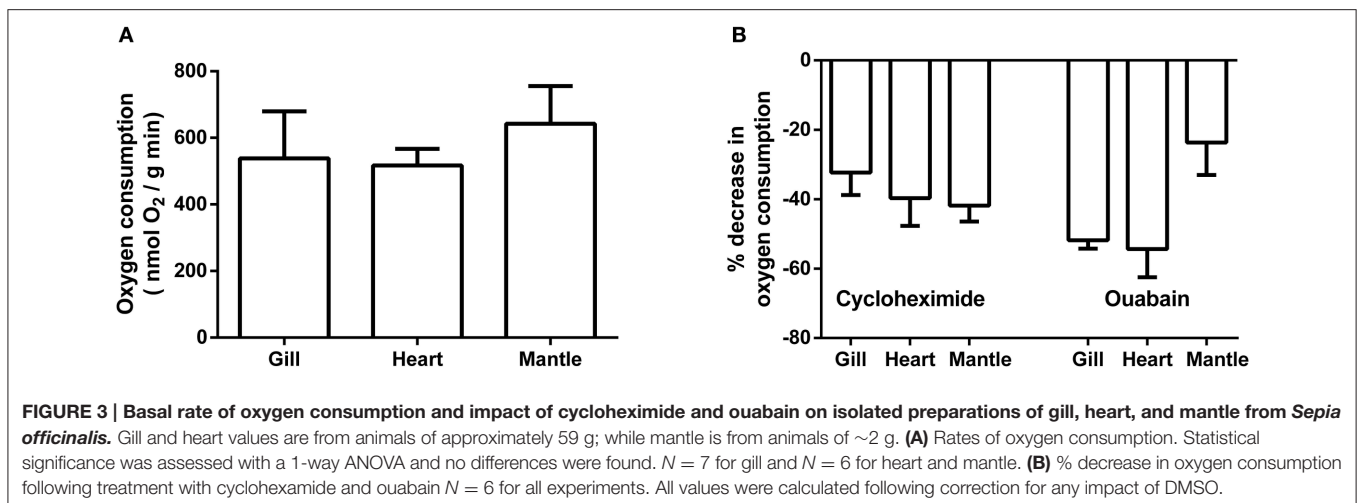 A
Oxygen consumption
( nmol O2 / g min)
800
600
400
200
0
Gill Heart Mantle
B
% decrease in
oxygen consumption
0
-20
-40
-60
-80
Cycloheximide Ouabain
Gill Heart Mantle Gill Heart Mantle
FIGURE 3 | Basal rate of oxygen consumption and impact of cycloheximide and ouabain on isolated preparations of gill, heart, and mantle from Sepia
officinalis. Gill and heart values are from animals of approximately 59 g; while mantle is from animals of ~2 g. (A) Rates of oxygen consumption. Statistical
significance was assessed with a 1-way ANOVA and no differences were found. N = 7 for gill and N = 6 for heart and mantle. (B) % decrease in oxygen consumption
following treatment with cyclohexamide and ouabain N = 6 for all experiments. All values were calculated following correction for any impact of DMSO.